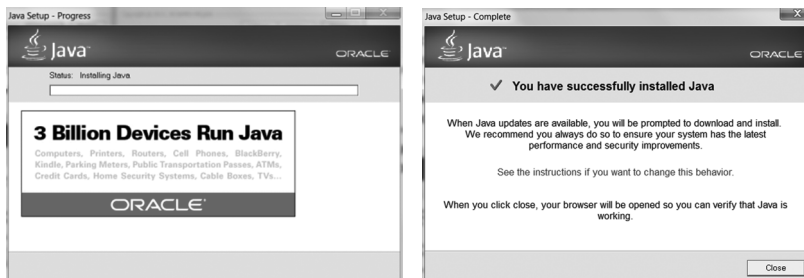 Java Setup - Progress
Java™
ORACLE
Status: Installing Java
3 Billion Devices Run Java
Computers, Printers, Routers, Cell Phones, BlackBerry,
Kindle, Parking Meters, Public Transportation Passes, ATMs,
Credit Cards, Home Security Systems, Cable Boxes, TVs...
ORACLE
Java Setup - Complete
Java™
ORACLE
You have successfully installed Java
When Java updates are available, you will be prompted to download and install.
We recommend you always do so to ensure your system has the latest
performance and security improvements.
See the instructions if you want to change this behavior.
When you click close, your browser will be opened so you can verify that Java is
working.
Close